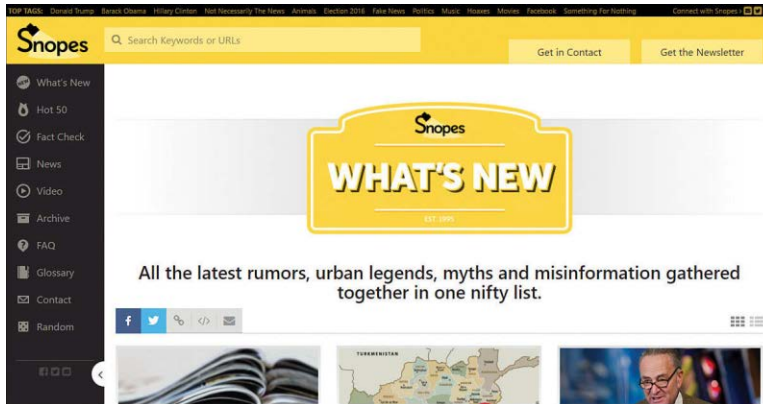 TOP TAGS: Donald Trump Barack Obama Hillary Clinton Not Necessarily The News Animals Election 2016 Fake News Politics Music Hoaxes Movies Facebook Something For Nothing Connect with Snopes >
Snopes
Search Keywords or URLs
Get in Contact
Get the Newsletter
What's New
Hot 50
Fact Check
News
Video
Archive
FAQ
Glossary
Contact
Random
Snopes
WHAT'S NEW
EST 1995
All the latest rumors, urban legends, myths and misinformation gathered
together in one nifty list.
TURKMENISTAN